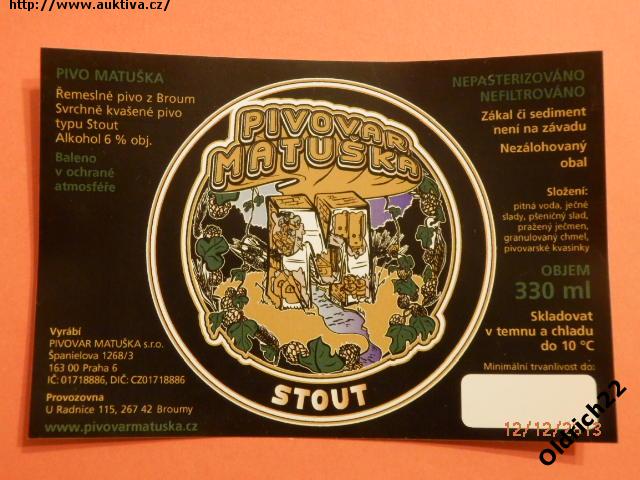 http://www.auktiva.cz/
PIVO MATUŠKA
Řemeslné pivo z Broum
Svrchně kvašené pivo
typu Stout
Alkohol 6 % obj.
Baleno
v ochrané
atmosféře
Vyrábí
PIVOVAR MATUŠKA s.r.o.
Španielova 1268/3
163 00 Praha 6
IČ: 01718886, DIČ: CZ01718886
Provozovna
U Radnice 115, 267 42 Broumy
www.pivovarmatuska.cz
PIVOVAR
MATUŠKA
STOUT
NEPASTERIZOVÁNO
NEFILTROVÁNO
Zákal či sediment
není na závadu
Nezálohovaný
obal
Složení:
pitná voda, ječné
slady, pšeničný slad,
pražený ječmen,
granulovaný chmel,
pivovarské kvasinky
OBJEM
330 ml
Skladovat
v temnu a chladu
do 10 °C
Minimální trvanlivost do:
12/12/2013
Oldrich22